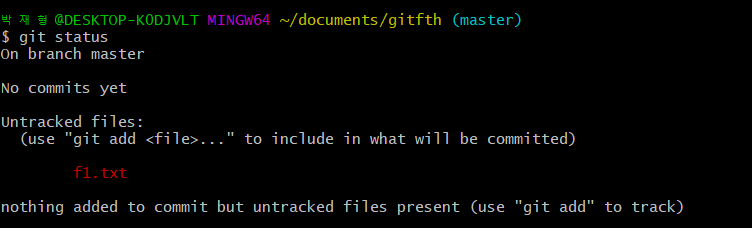 박재형@DESKTOP-KODJVLT MINGW64 ~/documents/gitfth (master)
$ git status
On branch master
No commits yet
Untracked files:
(use "git add <file>..." to include in what will be committed)
f1.txt
nothing added to commit but untracked files present (use "git add" to track)